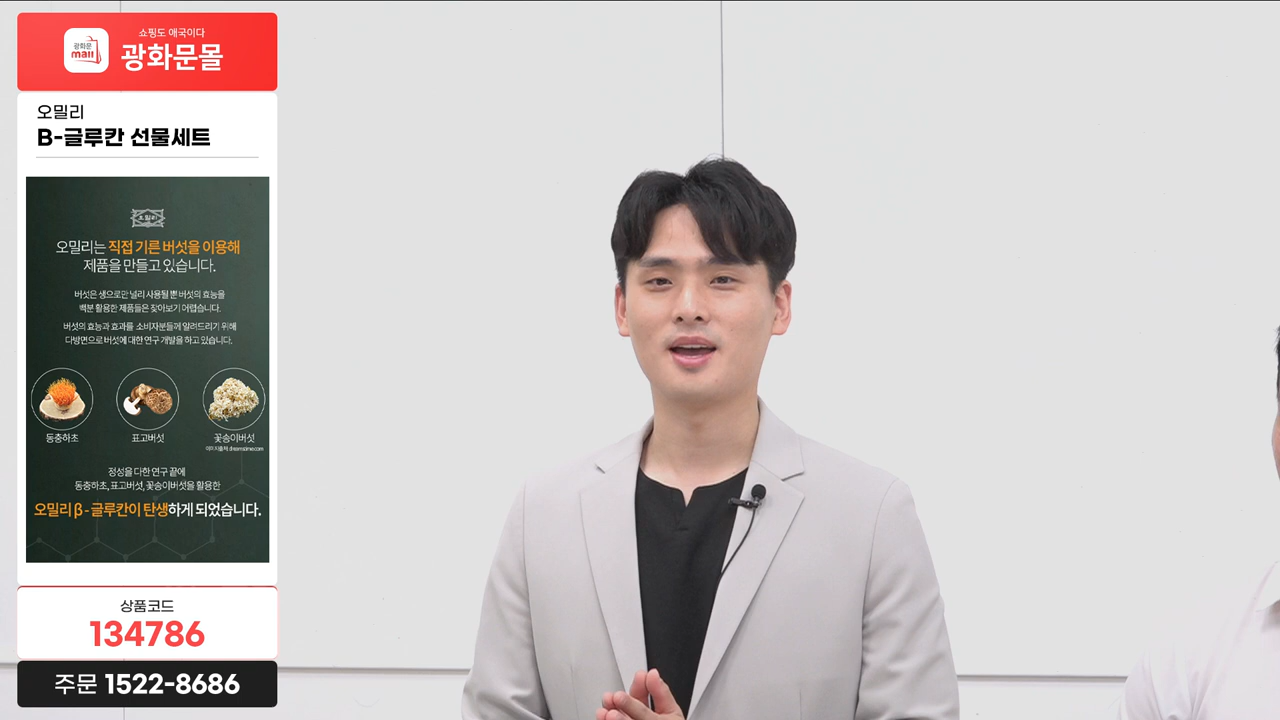 쇼핑도 애국이다
광화문
mall
광화문몰
오밀리
B-글루칸 선물세트
오밀리
오밀리는 직접 기른 버섯을 이용해
제품을 만들고 있습니다.
버섯은 생으로만 널리 사용될 뿐 버섯의 효능을
백분 활용한 제품들은 찾아보기 어렵습니다.
버섯의 효능과 효과를 소비자분들께 알려드리기 위해
다방면으로 버섯에 대한 연구 개발을 하고 있습니다.
동충하초
표고버섯
꽃송이버섯
이미지출처: dreamstime.com
정성을 다한 연구 끝에
동충하초, 표고버섯, 꽃송이버섯을 활용한
오밀리 β - 글루칸이 탄생하게 되었습니다.
상품코드
134786
주문 1522-8686